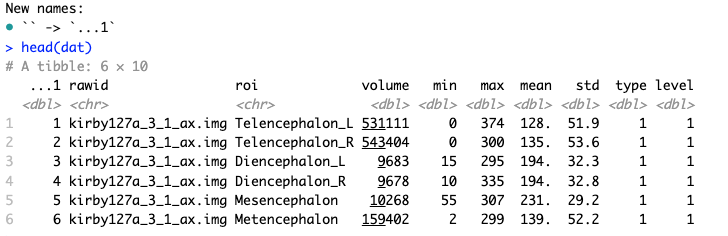 New names:
• `` -> `...1`
> head(dat)
# A tibble: 6 × 10
   ...1 rawid              roi              volume   min   max  mean   std  type level
  <dbl> <chr>              <chr>             <dbl> <dbl> <dbl> <dbl> <dbl> <dbl> <dbl>
1     1 kirby127a_3_1_ax.img Telencephalon_L 531111     0   374  128.  51.9     1     1
2     2 kirby127a_3_1_ax.img Telencephalon_R 543404     0   300  135.  53.6     1     1
3     3 kirby127a_3_1_ax.img Diencephalon_L    9683    15   295  194.  32.3     1     1
4     4 kirby127a_3_1_ax.img Diencephalon_R    9678    10   335  194.  32.8     1     1
5     5 kirby127a_3_1_ax.img Mesencephalon    10268    55   307  231.  29.2     1     1
6     6 kirby127a_3_1_ax.img Metencephalon   159402     2   299  139.  52.2     1     1